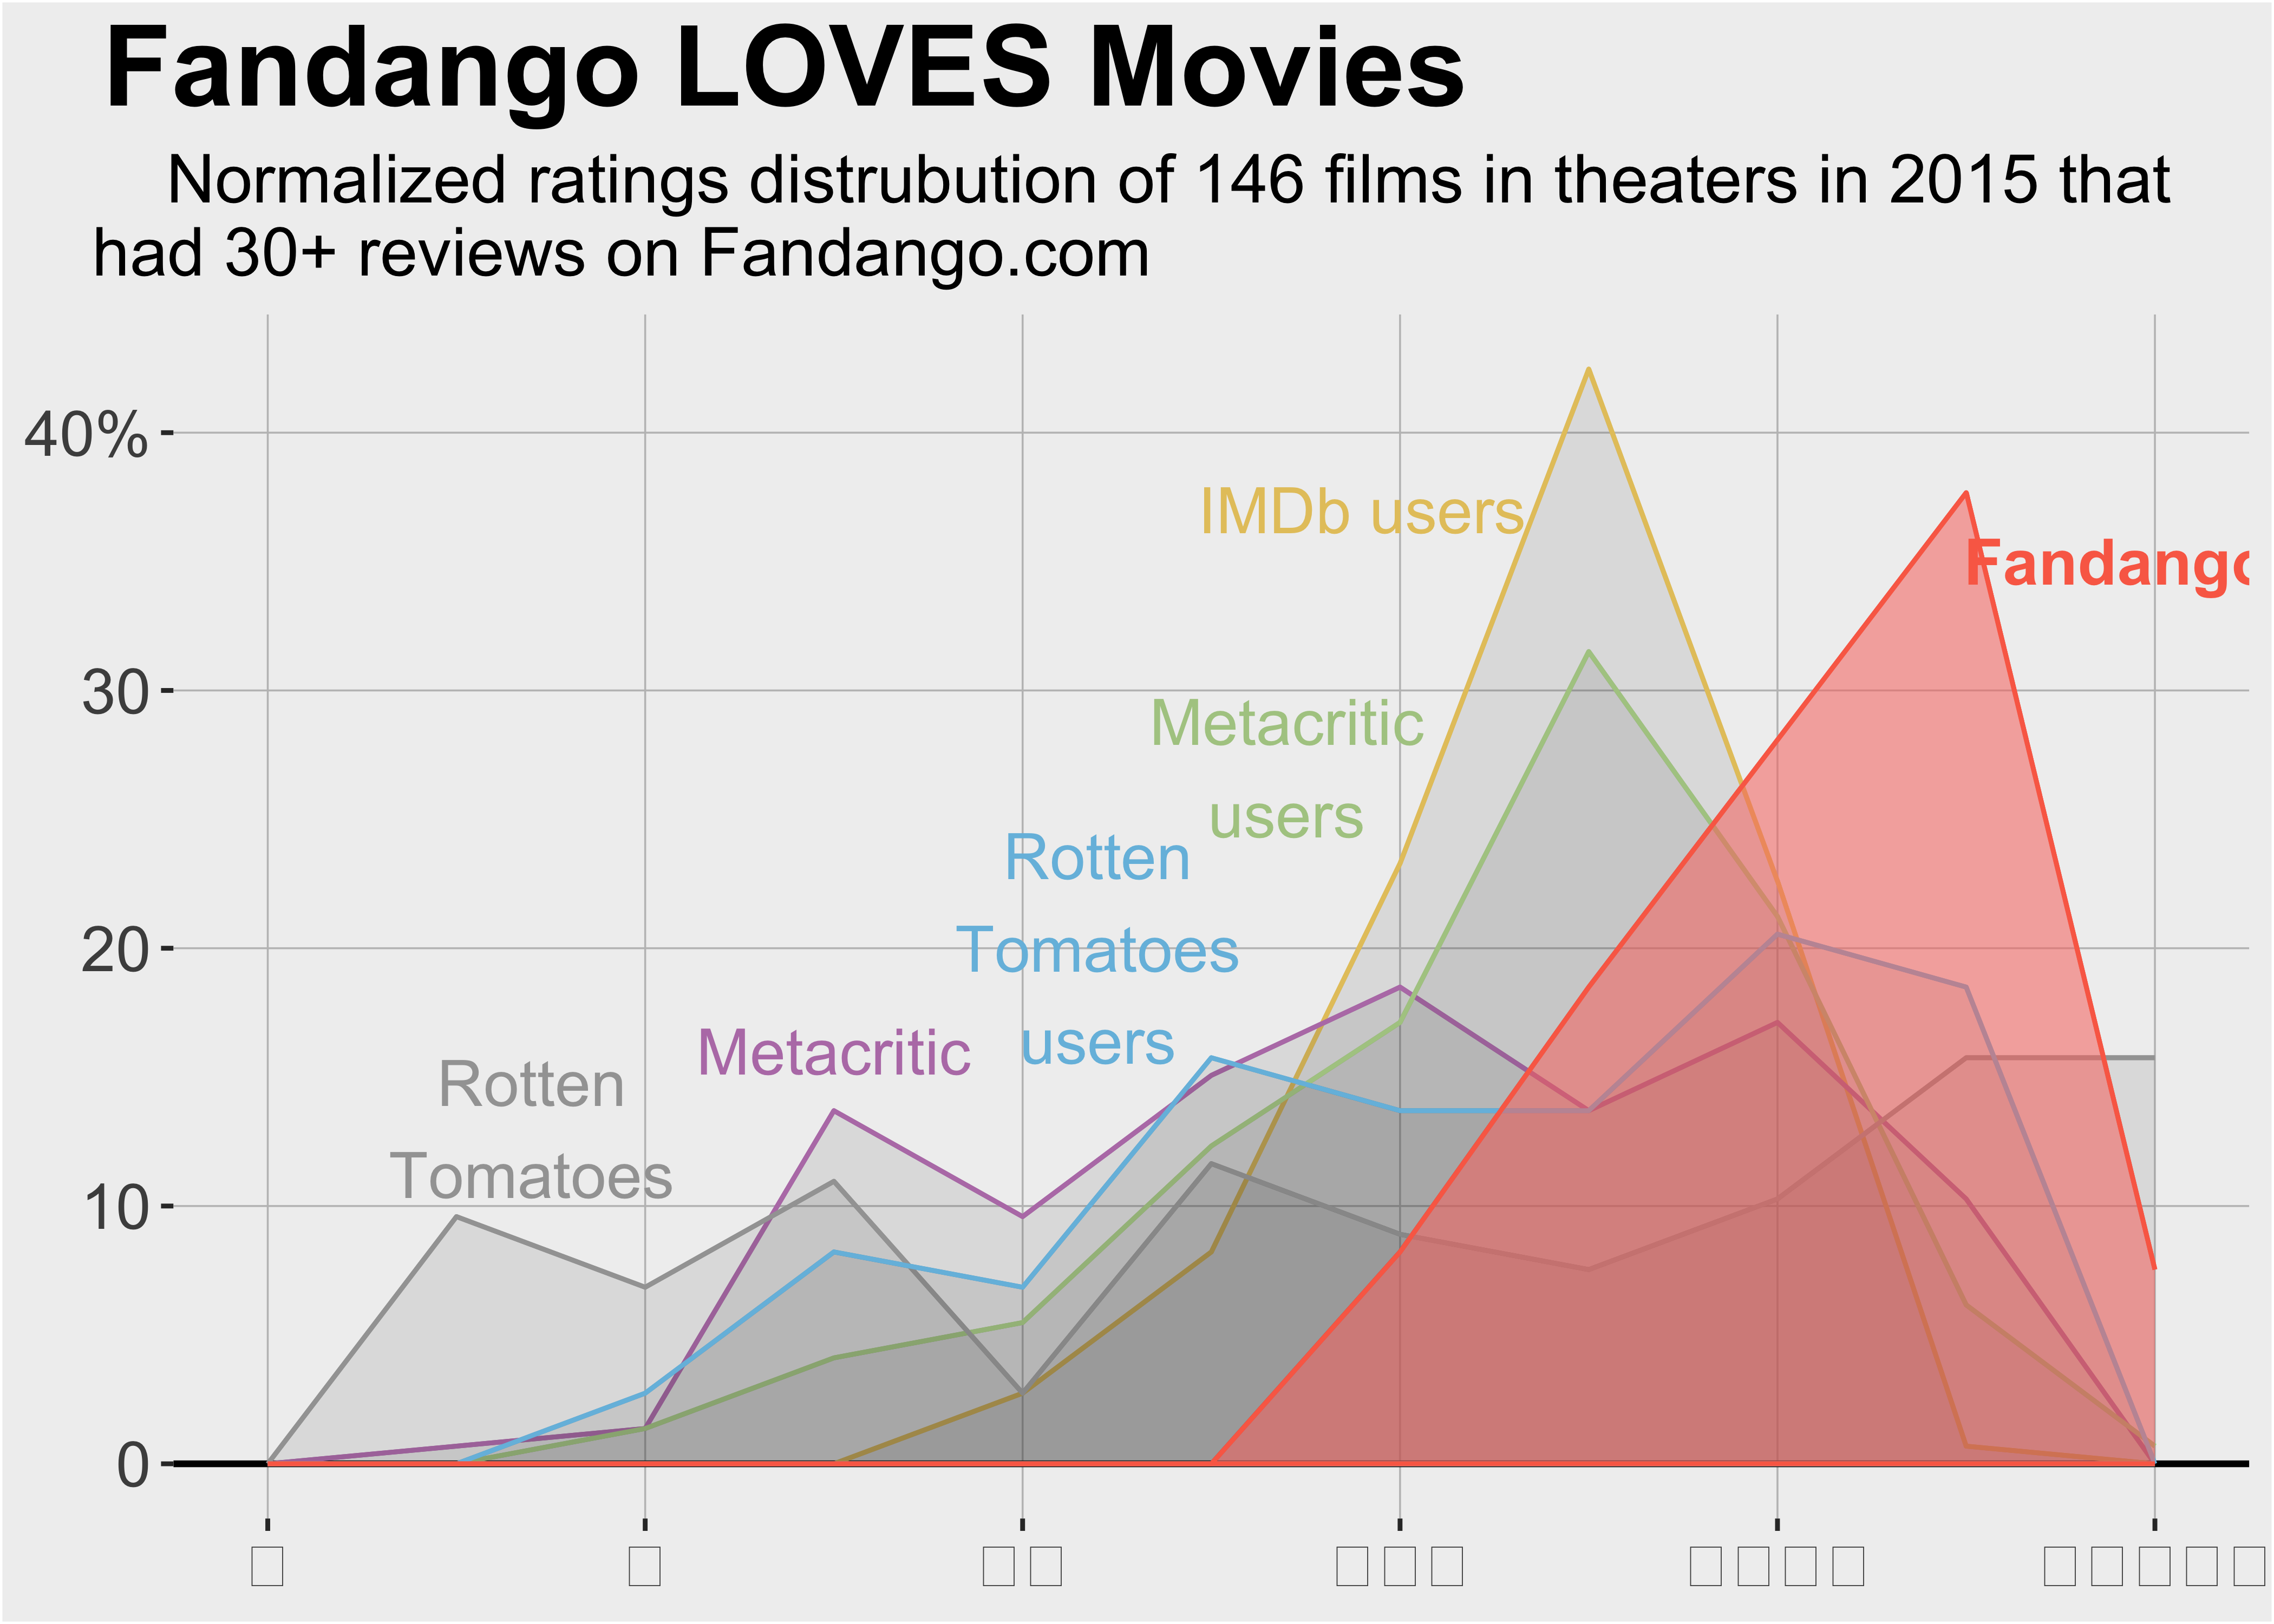 Fandango LOVES Movies
Normalized ratings distrubution of 146 films in theaters in 2015 that
had 30+ reviews on Fandango.com
40%
IMDb users
Fandango
30
Metacritic
users
Rotten
20
Tomatoes
users
Metacritic
Rotten
Tomatoes
10
0